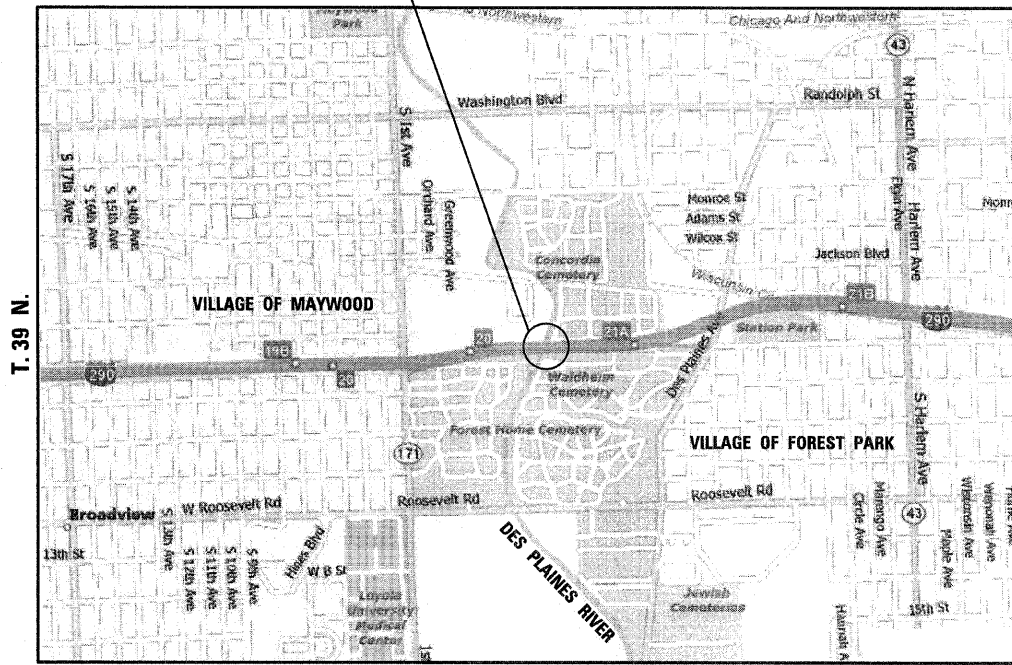 Park
Northwestern
Chicago And Northwestern
43
Washington Blvd
Randolph St
N Harlem Ave
S 1st Ave
S 17th Ave
S 16th Ave
S 15th Ave
S 14th Ave
Orchard Ave
Greenwood Ave
Monroe St
Adams St
Wilcox St
Elgin Ave
Harlem Ave
Jackson Blvd
Concordia
Cemetery
T. 39 N.
VILLAGE OF MAYWOOD
21B
290
Station Park
20
21A
19B
290
20
Des Plaines Ave
Waldheim
Cemetery
Forest Home Cemetery
VILLAGE OF FOREST PARK
S Harlem Ave
171
W Roosevelt Rd
Roosevelt Rd
Roosevelt Rd
Broadview
43
13th St
S 13th Ave
S 12th Ave
S 11th Ave
S 10th Ave
S 9th Ave
Hines Blvd
W B St
Loyola
University
Medical
Center
1st
DES PLAINES RIVER
Jewish
Cemeteries
Circle Ave
Marengo Ave
Maple Ave
Wisconsin Ave
Wenonah Ave
15th St
Hannah A